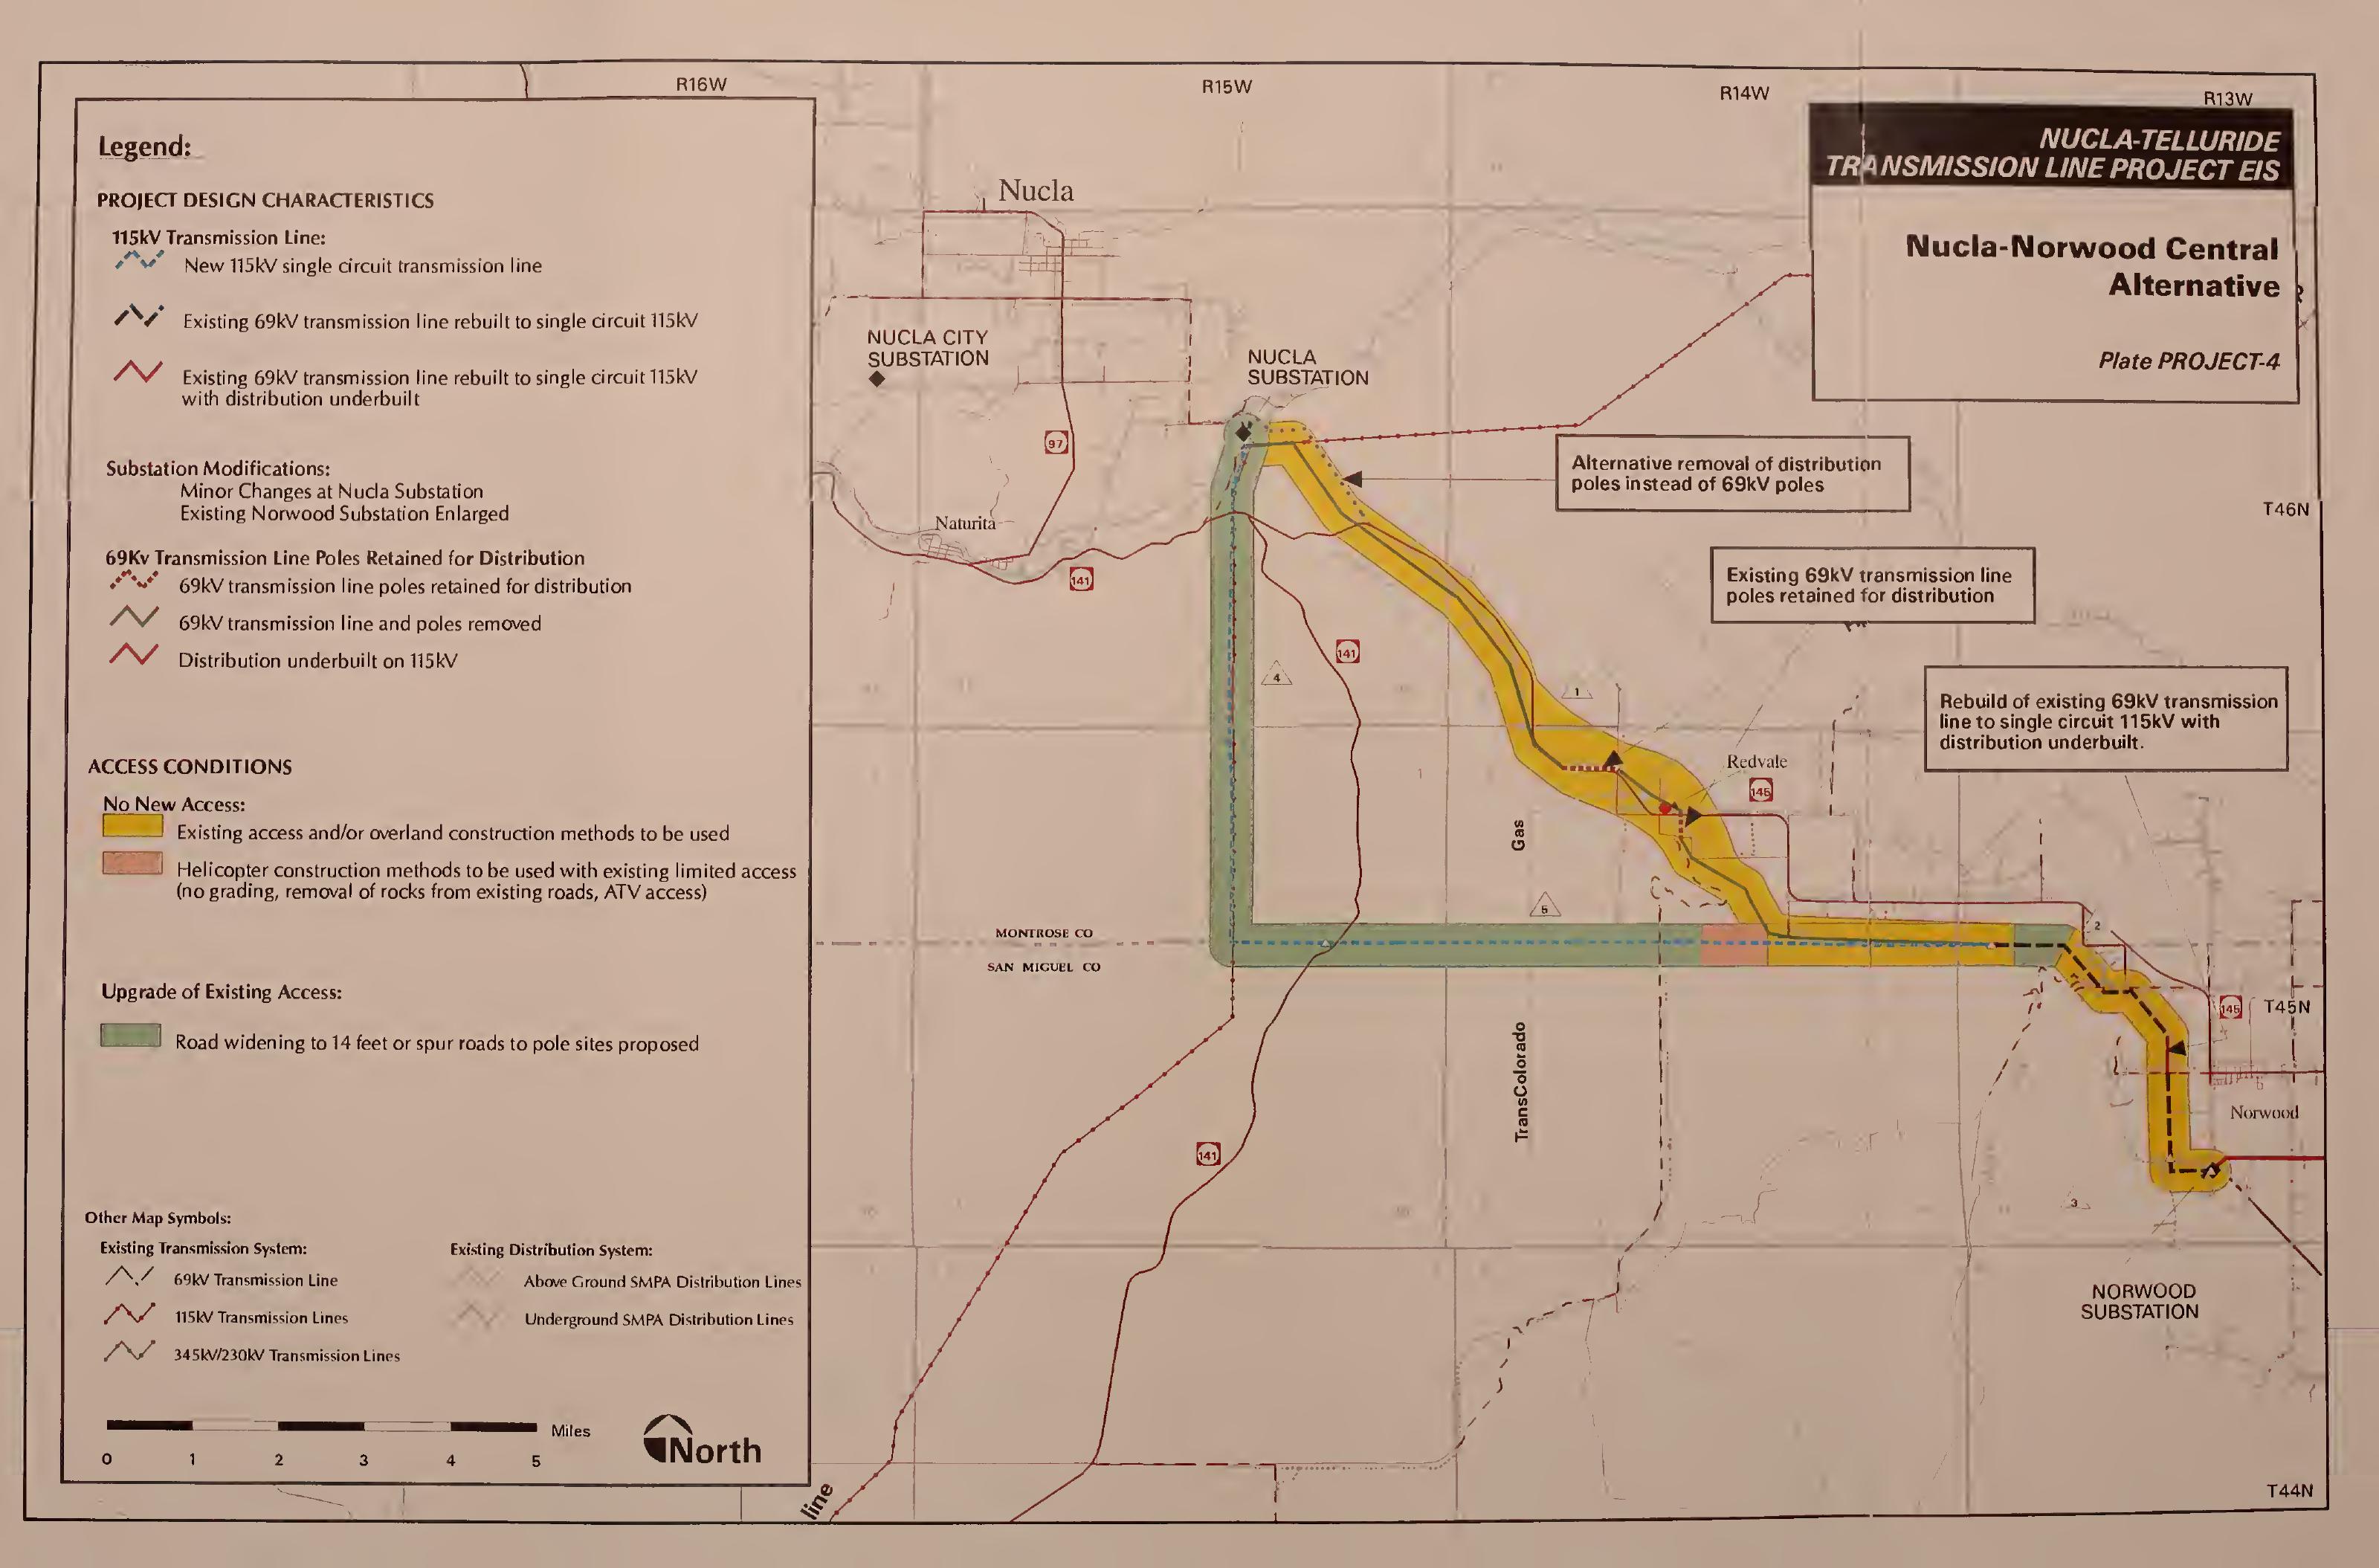 R16W
R15W
R14W
R13W
NUCLA-TELLURIDE
TRANSMISSION LINE PROJECT EIS
Nucla-Norwood Central
Alternative
Plate PROJECT-4
Legend:
PROJECT DESIGN CHARACTERISTICS
115kV Transmission Line:
New 115kV single circuit transmission line
Existing 69kV transmission line rebuilt to single circuit 115kV
Existing 69kV transmission line rebuilt to single circuit 115kV
with distribution underbuilt
Substation Modifications:
Minor Changes at Nucla Substation
Existing Norwood Substation Enlarged
69Kv Transmission Line Poles Retained for Distribution
69kV transmission line poles retained for distribution
69kV transmission line and poles removed
Distribution underbuilt on 115kV
ACCESS CONDITIONS
No New Access:
Existing access and/or overland construction methods to be used
Helicopter construction methods to be used with existing limited access
(no grading, removal of rocks from existing roads, ATV access)
Upgrade of Existing Access:
Road widening to 14 feet or spur roads to pole sites proposed
Other Map Symbols:
Existing Transmission System:
69kV Transmission Line
115kV Transmission Lines
345kV/230kV Transmission Lines
Existing Distribution System:
Above Ground SMPA Distribution Lines
Underground SMPA Distribution Lines
Miles
0 1 2 3 4 5
North
Nucla
NUCLA CITY
SUBSTATION
NUCLA
SUBSTATION
97
Naturita
141
141
Alternative removal of distribution
poles instead of 69kV poles
T46N
Existing 69kV transmission line
poles retained for distribution
Rebuild of existing 69kV transmission
line to single circuit 115kV with
distribution underbuilt.
4
1
Redvale
145
Gas
5
2
MONTROSE CO
SAN MIGUEL CO
145
T45N
TransColorado
Norwood
141
3
NORWOOD
SUBSTATION
line
T44N